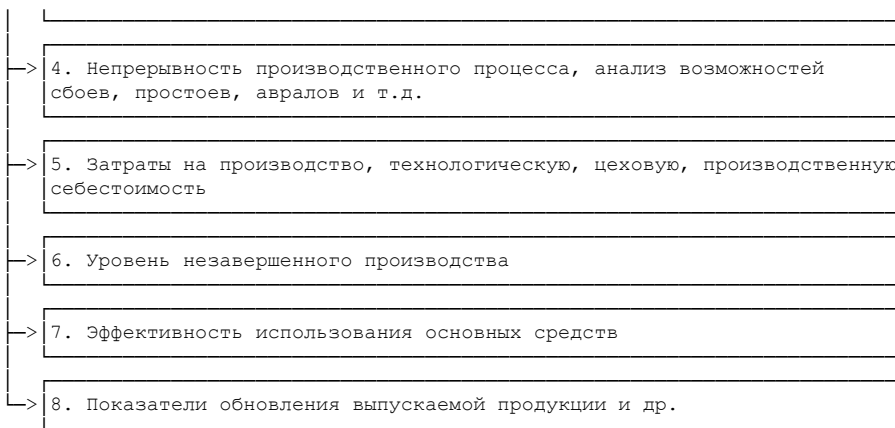 4. Непрерывность производственного процесса, анализ возможностей
сбоев, простоев, авралов и т.д.
5. Затраты на производство, технологическую, цеховую, производственную
себестоимость
6. Уровень незавершенного производства
7. Эффективность использования основных средств
8. Показатели обновления выпускаемой продукции и др.